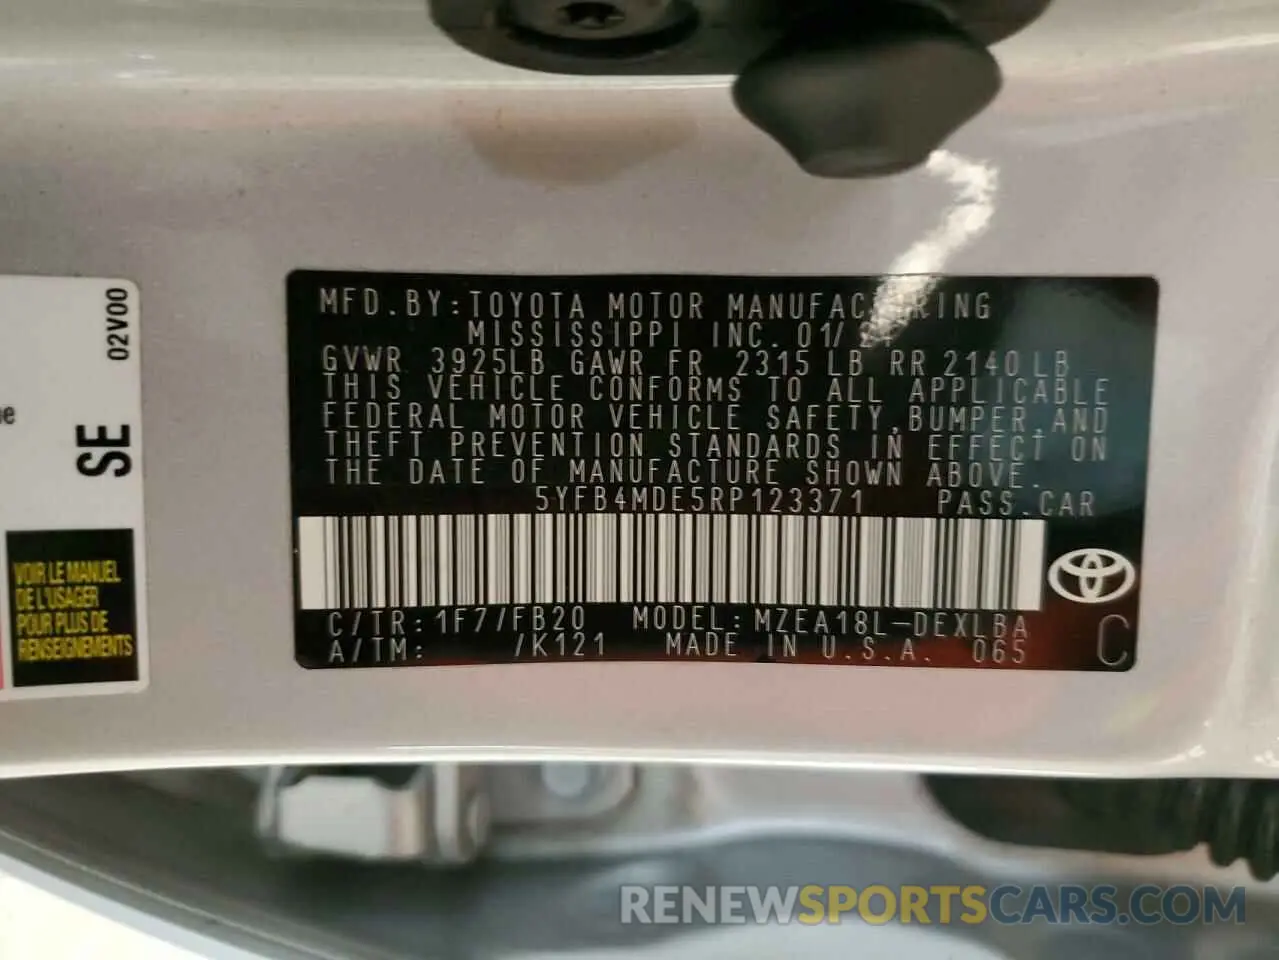 MFD.BY:TOYOTA MOTOR MANUFACTURING
MISSISSIPPI INC. 01/
GVWR 3925LB GAWR FR 2315 LB RR 2140 LB
THIS VEHICLE CONFORMS TO ALL APPLICABLE
FEDERAL MOTOR VEHICLE SAFETY,BUMPER,AND
THEFT PREVENTION STANDARDS IN EFFECT ON
THE DATE OF MANUFACTURE SHOWN ABOVE.
5YFB4MDE5RP123371 PASS.CAR
C/TR: 1F7/FB20 MODEL: MZEA18L-DEXLBA
A/TM: /K121 MADE IN U.S.A. 065 C
02V00
SE
VOIR LE MANUEL
DE L'USAGER
POUR PLUS DE
RENSEIGNEMENTS
RENEWSPORTSCARS.COM